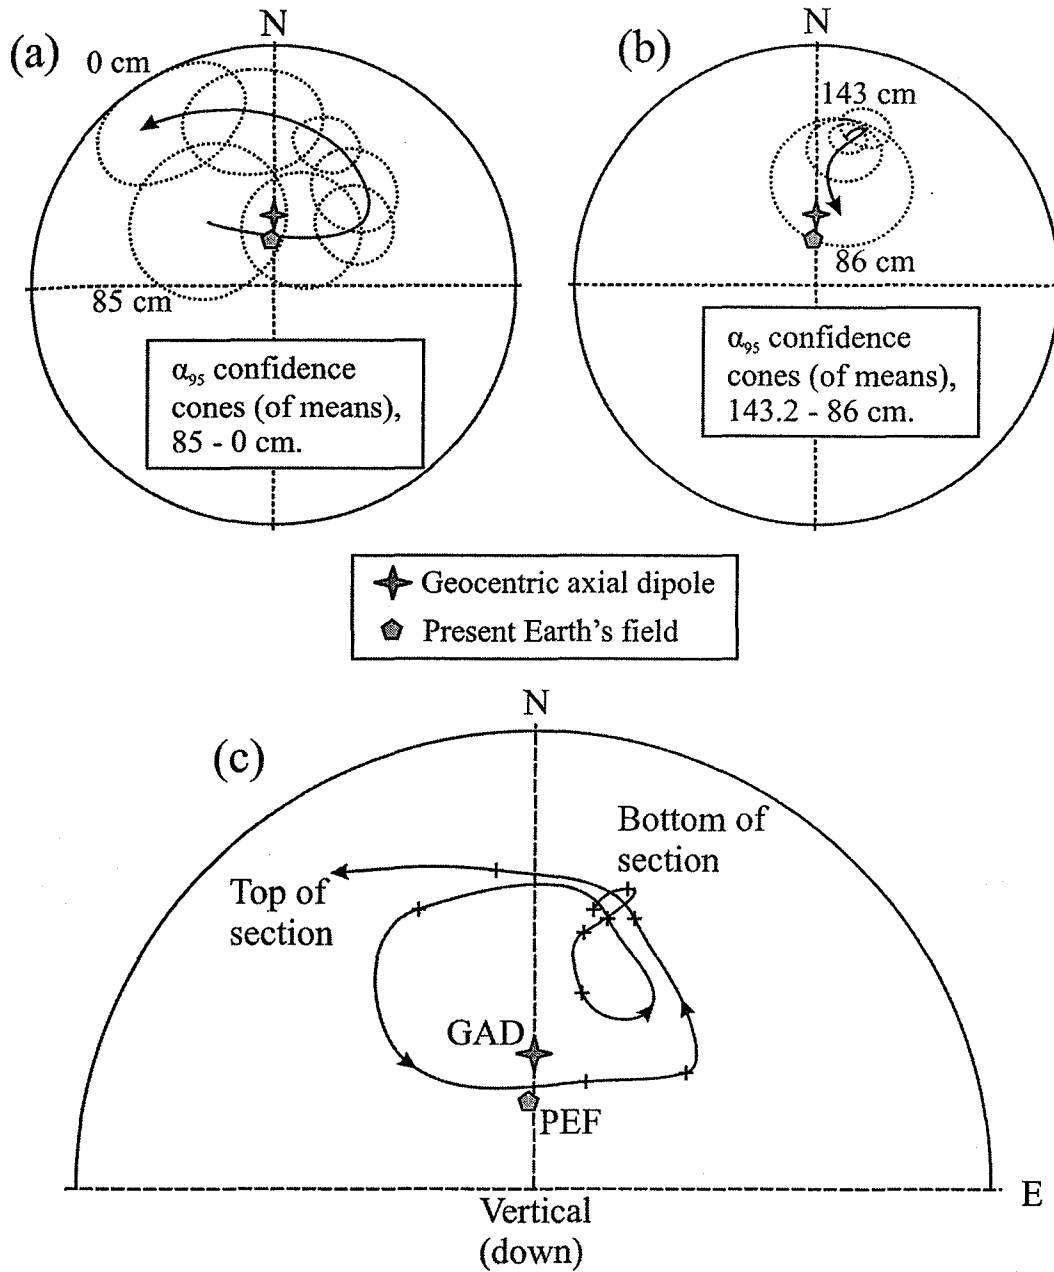 (a)
N
0 cm
85 cm
α95 confidence
cones (of means),
85 - 0 cm.
(b)
N
143 cm
86 cm
α95 confidence
cones (of means),
143.2 - 86 cm.
Geocentric axial dipole
Present Earth's field
(c)
N
Bottom of
section
Top of
section
GAD
PEF
E
Vertical
(down)